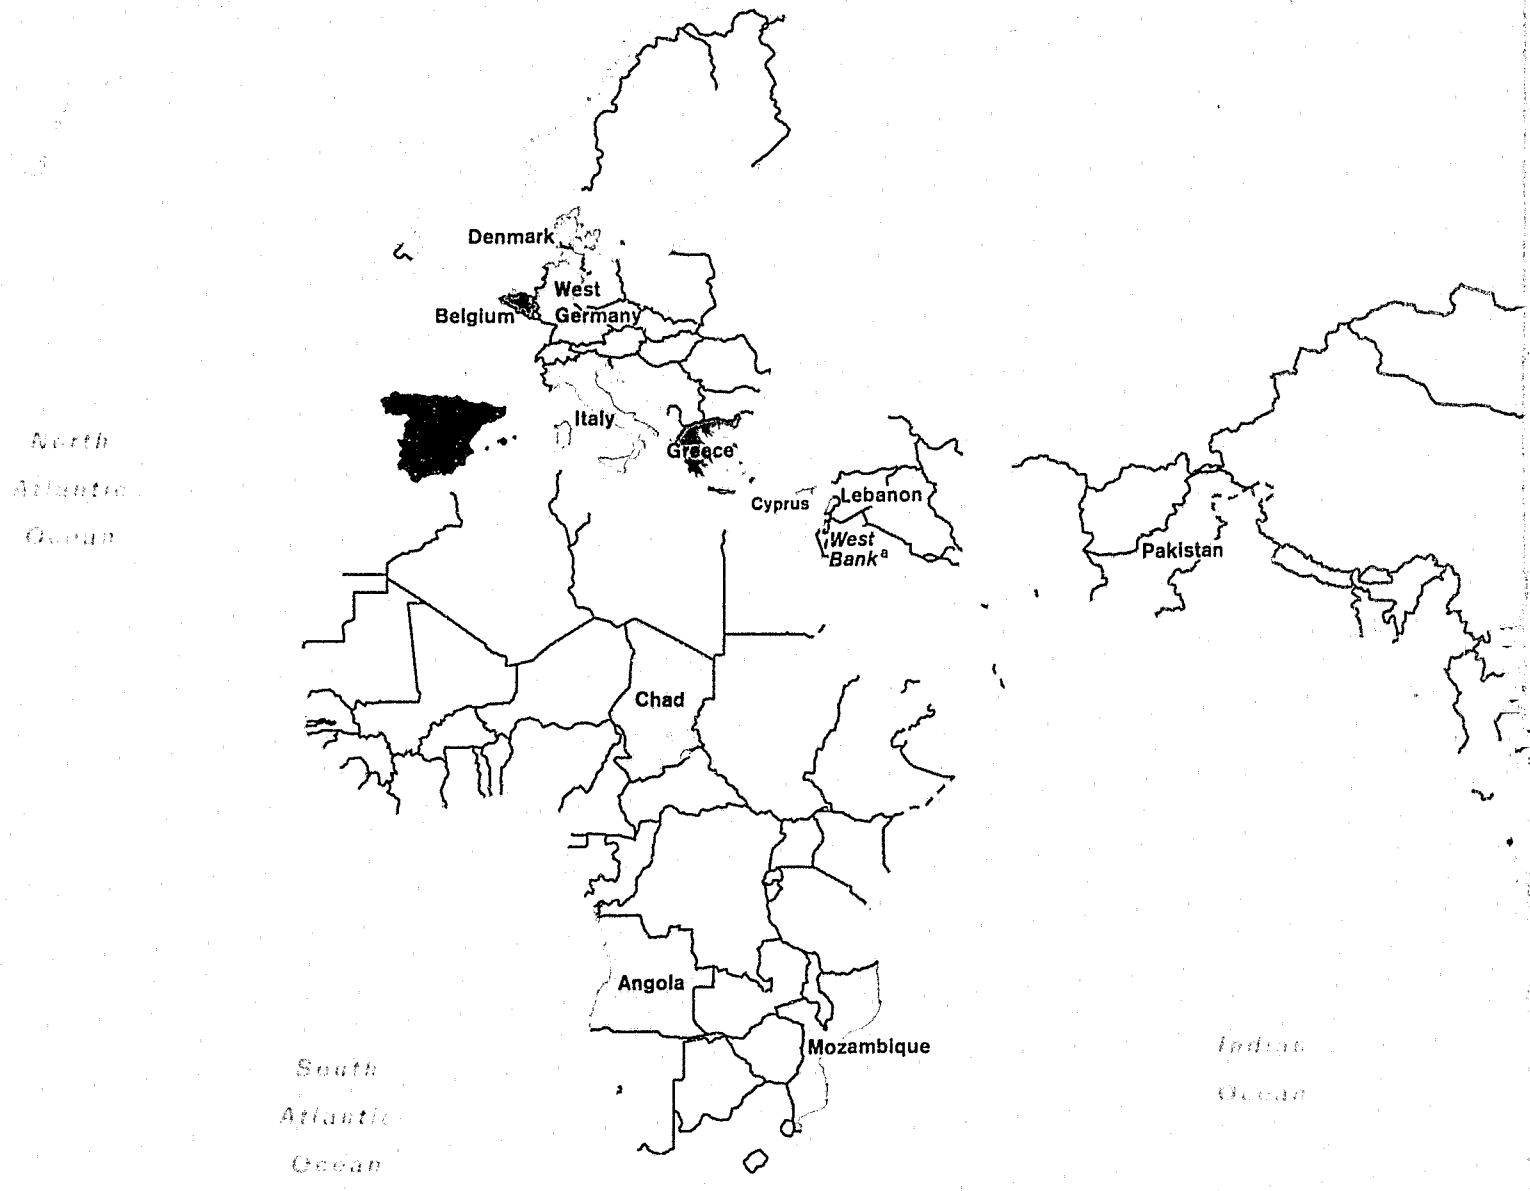 Denmark
West
Germany
Belgium
Italy
Greece
North
Atlantic
Ocean
Cyprus
Lebanon
West
Bank a
Pakistan
Chad
Angola
Mozambique
Indian
Ocean
South
Atlantic
Ocean